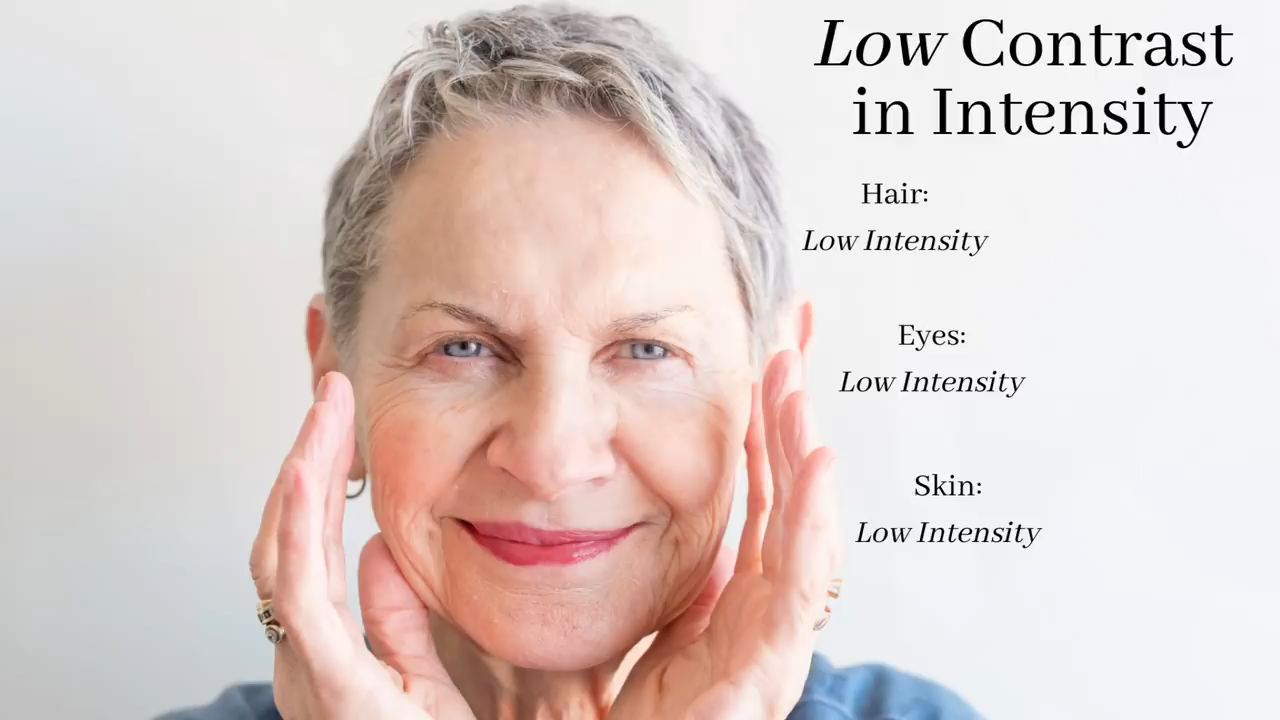 Low Contrast
in Intensity
Hair:
Low Intensity
Eyes:
Low Intensity
Skin:
Low Intensity